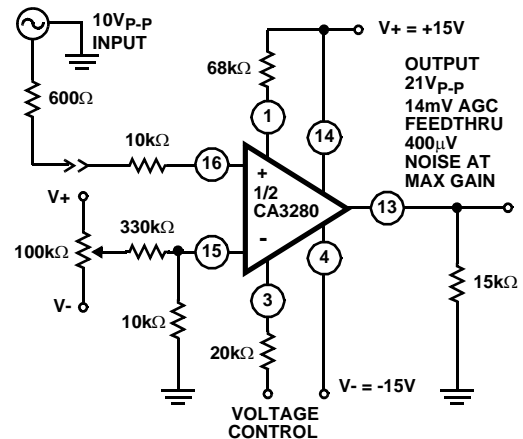 10VP-P
INPUT
600Ω
68kΩ
V+ = +15V
OUTPUT
21VP-P
14mV AGC
FEEDTHRU
400µV
NOISE AT
MAX GAIN
1
14
10kΩ
16
+
1/2
CA3280
-
13
V+
100kΩ
V-
330kΩ
15
3
4
10kΩ
20kΩ
15kΩ
V- = -15V
VOLTAGE
CONTROL